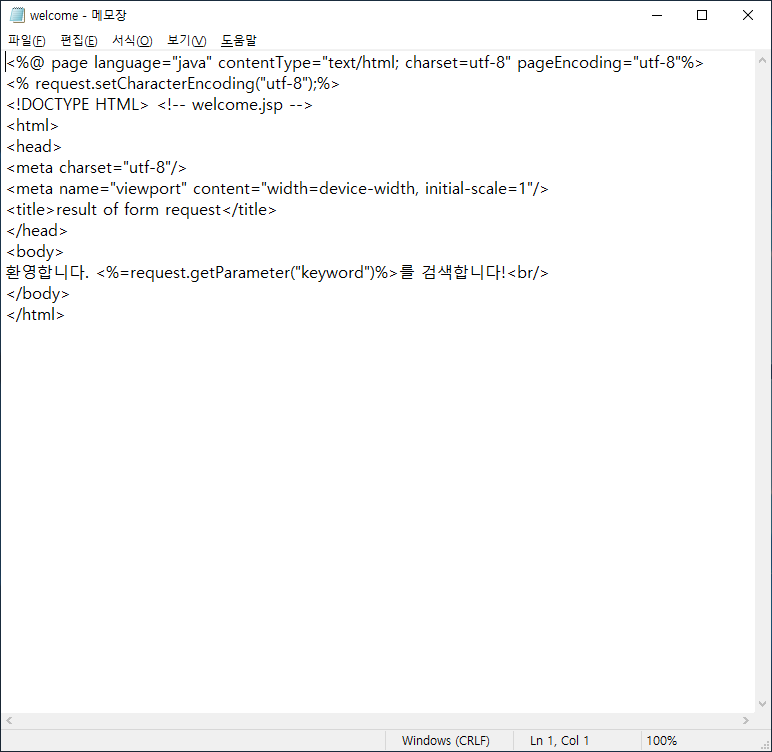 welcome - 메모장
파일(F) 편집(E) 서식(O) 보기(V) 도움말
<%@ page language="java" contentType="text/html; charset=utf-8" pageEncoding="utf-8"%>
<% request.setCharacterEncoding("utf-8");%>
<!DOCTYPE HTML> <!-- welcome.jsp -->
<html>
<head>
<meta charset="utf-8"/>
<meta name="viewport" content="width=device-width, initial-scale=1"/>
<title>result of form request</title>
</head>
<body>
환영합니다. <%=request.getParameter("keyword")%>를 검색합니다!<br/>
</body>
</html>
Windows (CRLF) Ln 1, Col 1 100%